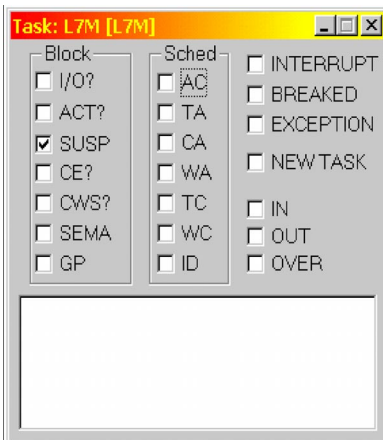 Task: L7M [L7M]
Block
I/O?
ACT?
SUSP
CE?
CWS?
SEMA
GP
Sched
AC
TA
CA
WA
TC
WC
ID
INTERRUPT
BREAKED
EXCEPTION
NEW TASK
IN
OUT
OVER